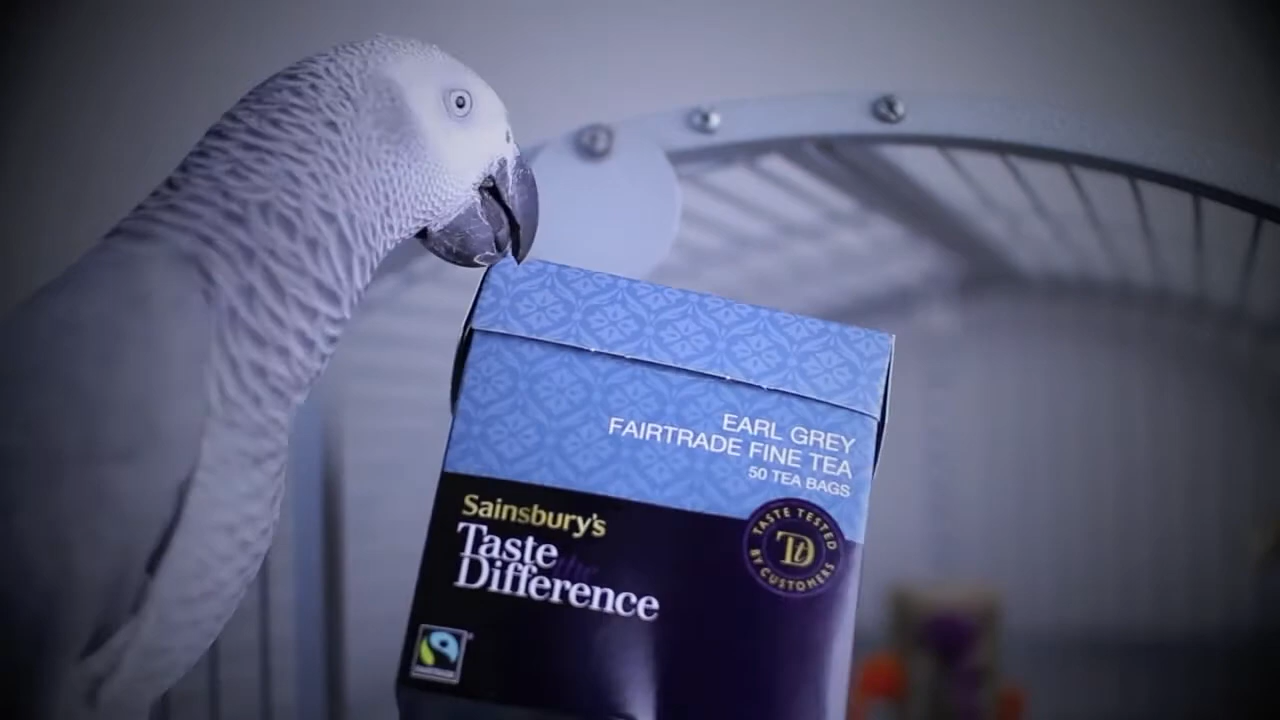 EARL GREY
FAIRTRADE FINE TEA
50 TEA BAGS
Sainsbury's
Taste the
Difference
TASTE TESTED
BY CUSTOMERS
Td